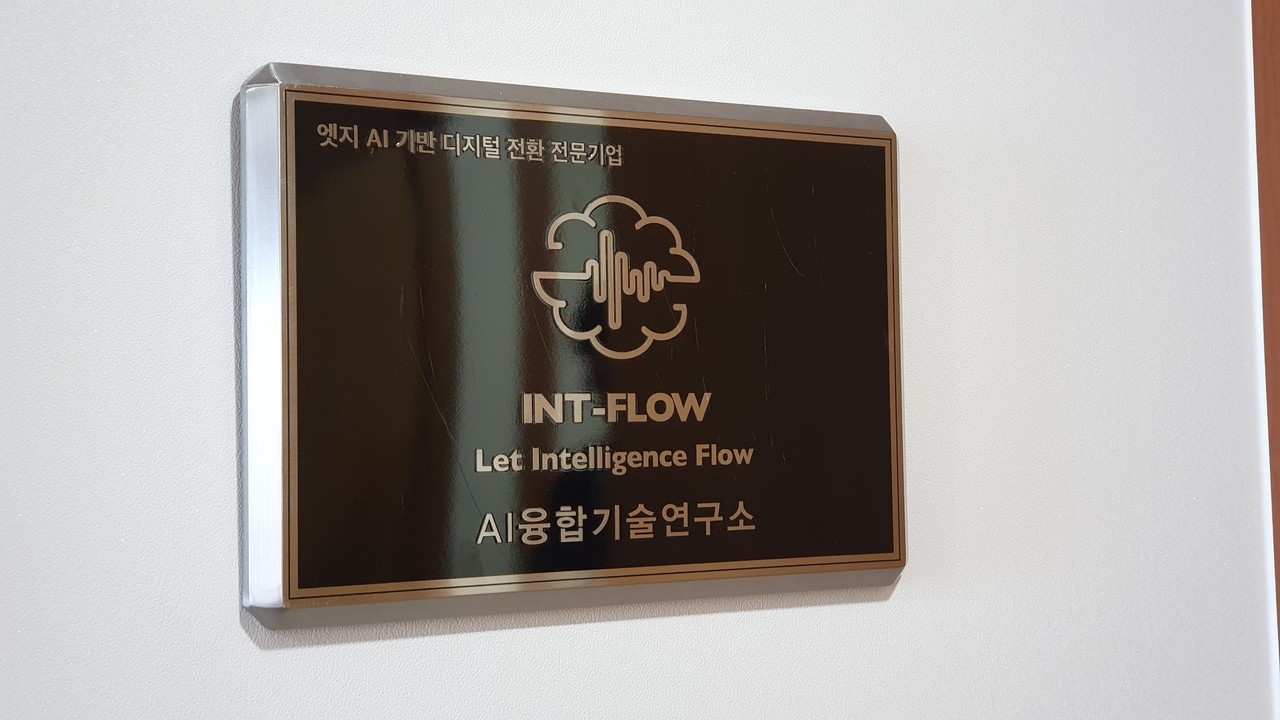 엣지 AI 기반 디지털 전환 전문기업
INT-FLOW
Let Intelligence Flow
AI융합기술연구소